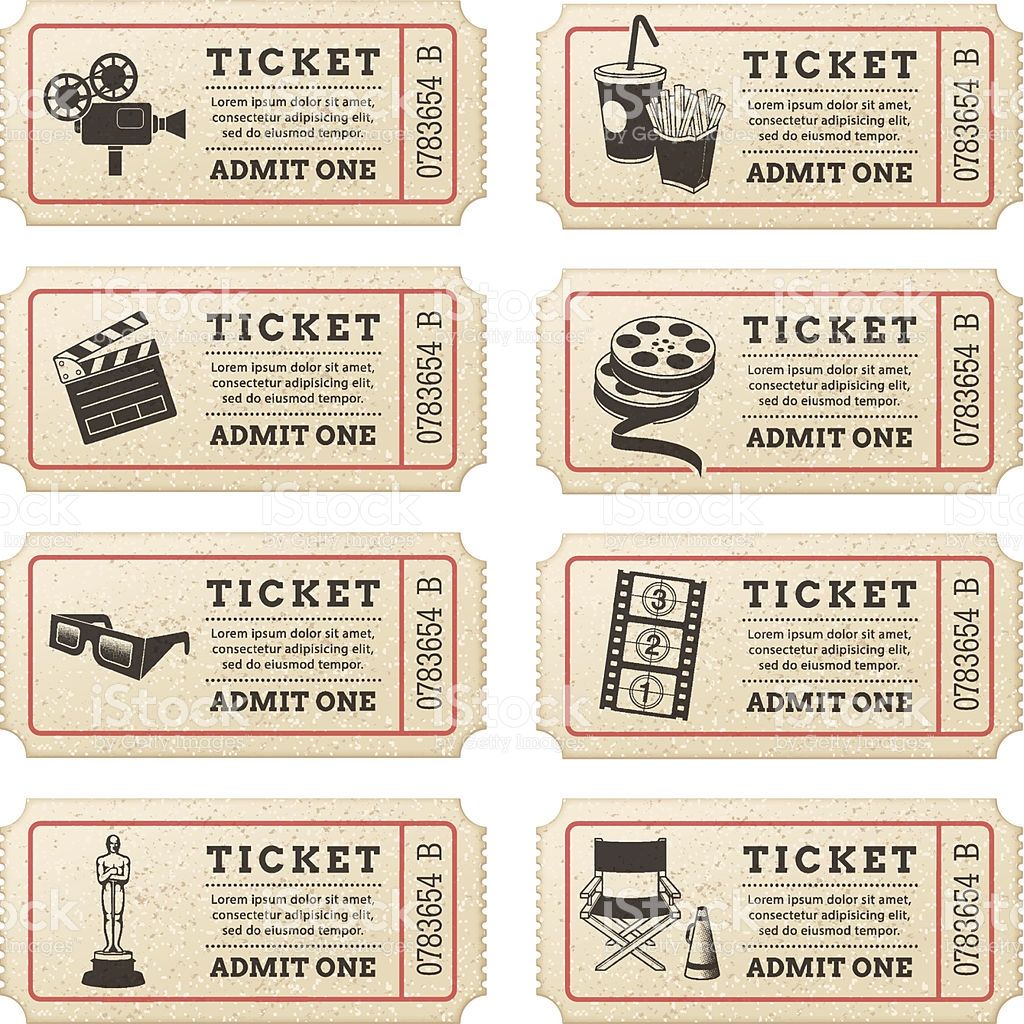 TICKET
Lorem ipsum dolor sit amet,
consectetur adipisicing elit,
sed do eiusmod tempor.
ADMIT ONE
0783654 B
TICKET
Lorem ipsum dolor sit amet,
consectetur adipisicing elit,
sed do eiusmod tempor.
ADMIT ONE
0783654 B
TICKET
Lorem ipsum dolor sit amet,
consectetur adipisicing elit,
sed do eiusmod tempor.
ADMIT ONE
0783654 B
TICKET
Lorem ipsum dolor sit amet,
consectetur adipisicing elit,
sed do eiusmod tempor.
ADMIT ONE
0783654 B
TICKET
Lorem ipsum dolor sit amet,
consectetur adipisicing elit,
sed do eiusmod tempor.
ADMIT ONE
0783654 B
3
2
1
TICKET
Lorem ipsum dolor sit amet,
consectetur adipisicing elit,
sed do eiusmod tempor.
ADMIT ONE
0783654 B
TICKET
Lorem ipsum dolor sit amet,
consectetur adipisicing elit,
sed do eiusmod tempor.
ADMIT ONE
0783654 B
TICKET
Lorem ipsum dolor sit amet,
consectetur adipisicing elit,
sed do eiusmod tempor.
ADMIT ONE
0783654 B
iStock
by Getty Images"